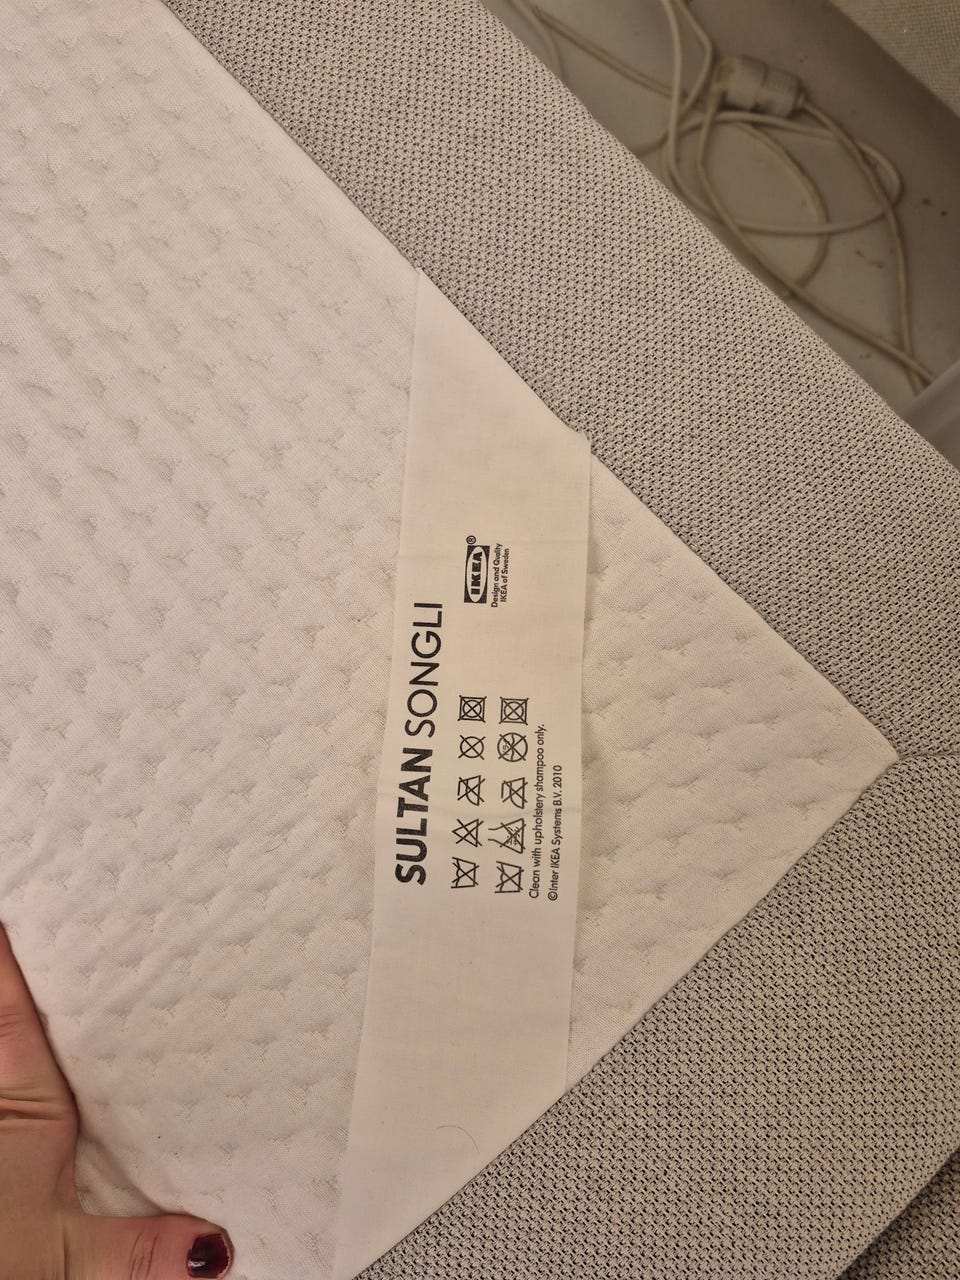 SULTAN SONGLI
IKEA®
Design and Quality
IKEA of Sweden
Clean with upholstery shampoo only.
©Inter IKEA Systems B.V. 2010